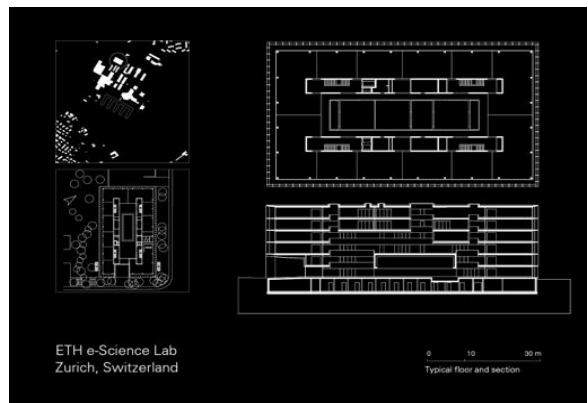 ETH e-Science Lab
Zurich, Switzerland
0 10 30 m
Typical floor and section